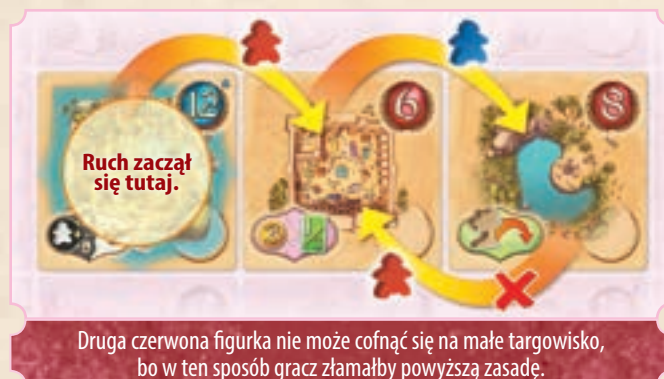 12
6
8
Ruch zaczął
się tutaj.
3
Druga czerwona figurka nie może cofnąć się na małe targowisko,
bo w ten sposób gracz złamałby powyższą zasadę.